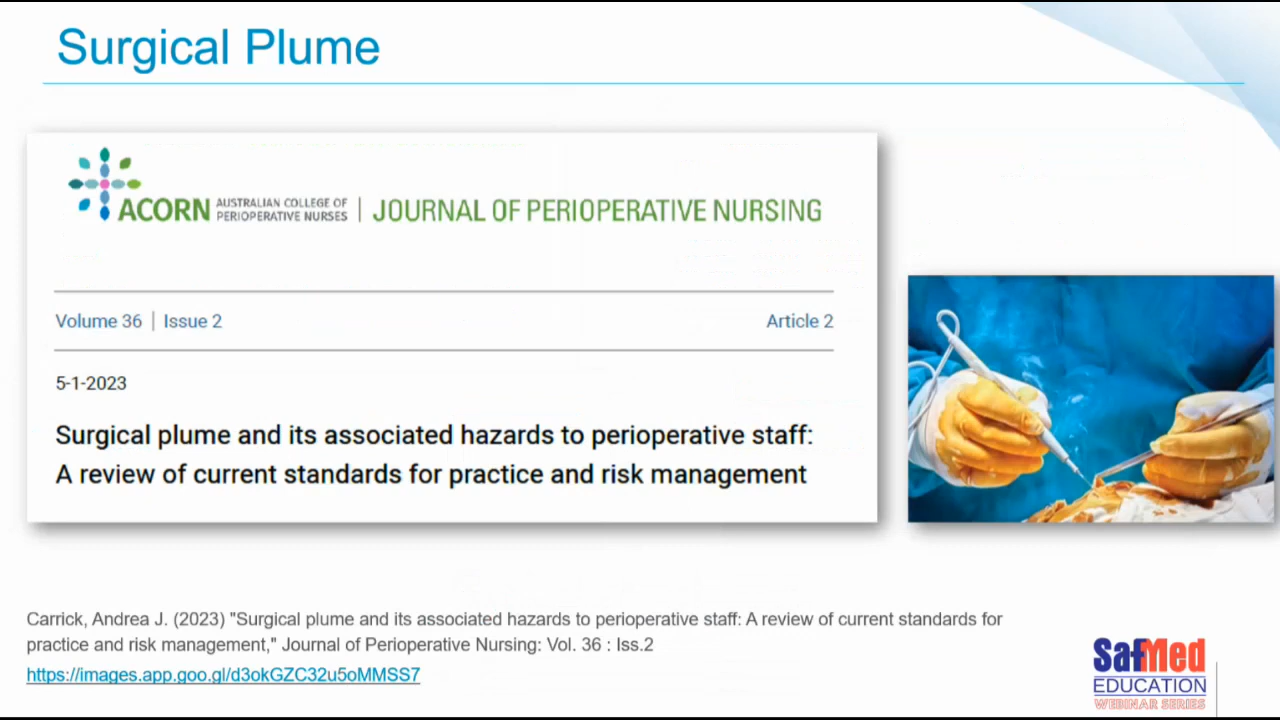 Surgical Plume
ACORN
AUSTRALIAN COLLEGE OF
PERIOPERATIVE NURSES
JOURNAL OF PERIOPERATIVE NURSING
Volume 36 | Issue 2
Article 2
5-1-2023
Surgical plume and its associated hazards to perioperative staff:
A review of current standards for practice and risk management
Carrick, Andrea J. (2023) "Surgical plume and its associated hazards to perioperative staff: A review of current standards for
practice and risk management," Journal of Perioperative Nursing: Vol. 36 : Iss.2
https://images.app.goo.gl/d3okGZC32u5oMMSS7
SafMed
EDUCATION
WEBINAR SERIES